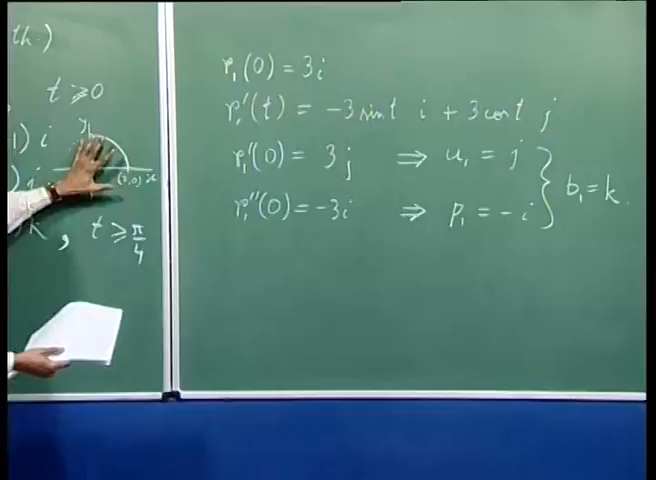 th.)
t ≥ 0
1) i
) j
k , t ≥ π/4
r₁(0) = 3i
r₁'(t) = -3 sin t i + 3 cos t j
r₁'(0) = 3j ⇒ u₁ = j
r₁''(0) = -3i ⇒ p₁ = -i } b₁ = k.